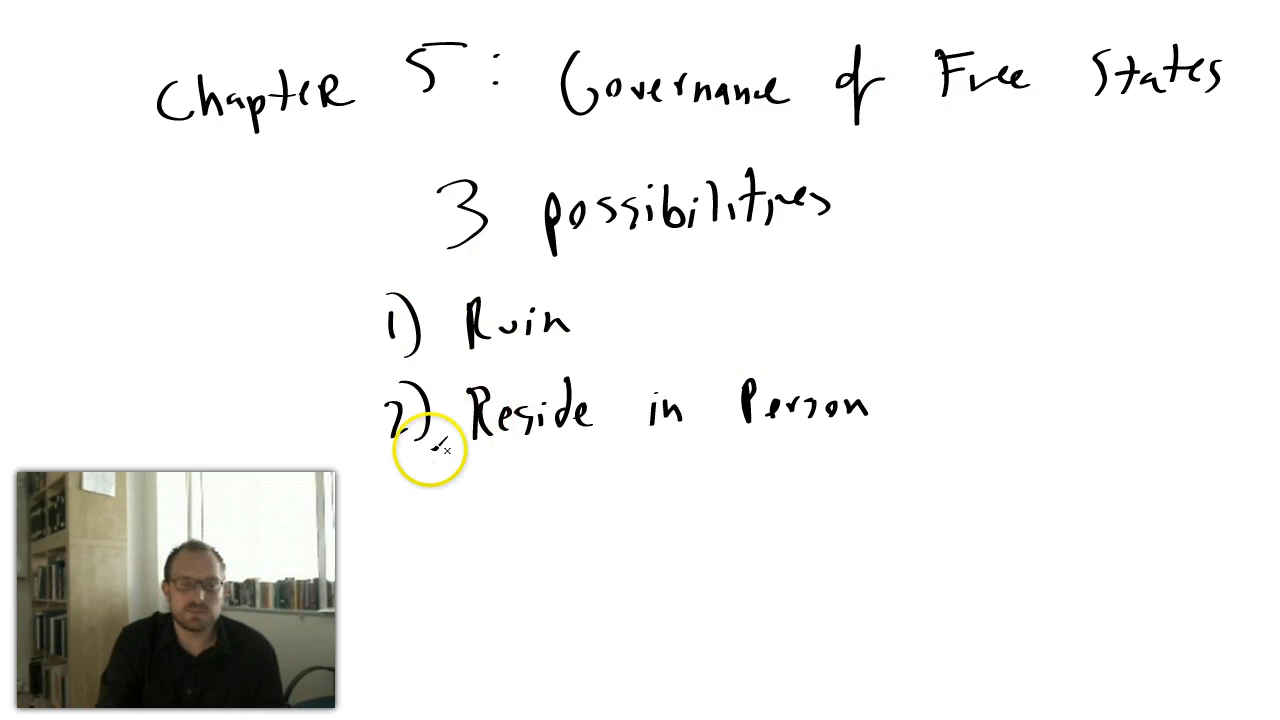 Chapter 5: Governance of Free States
3 possibilities
1) Ruin
2) Reside in Person